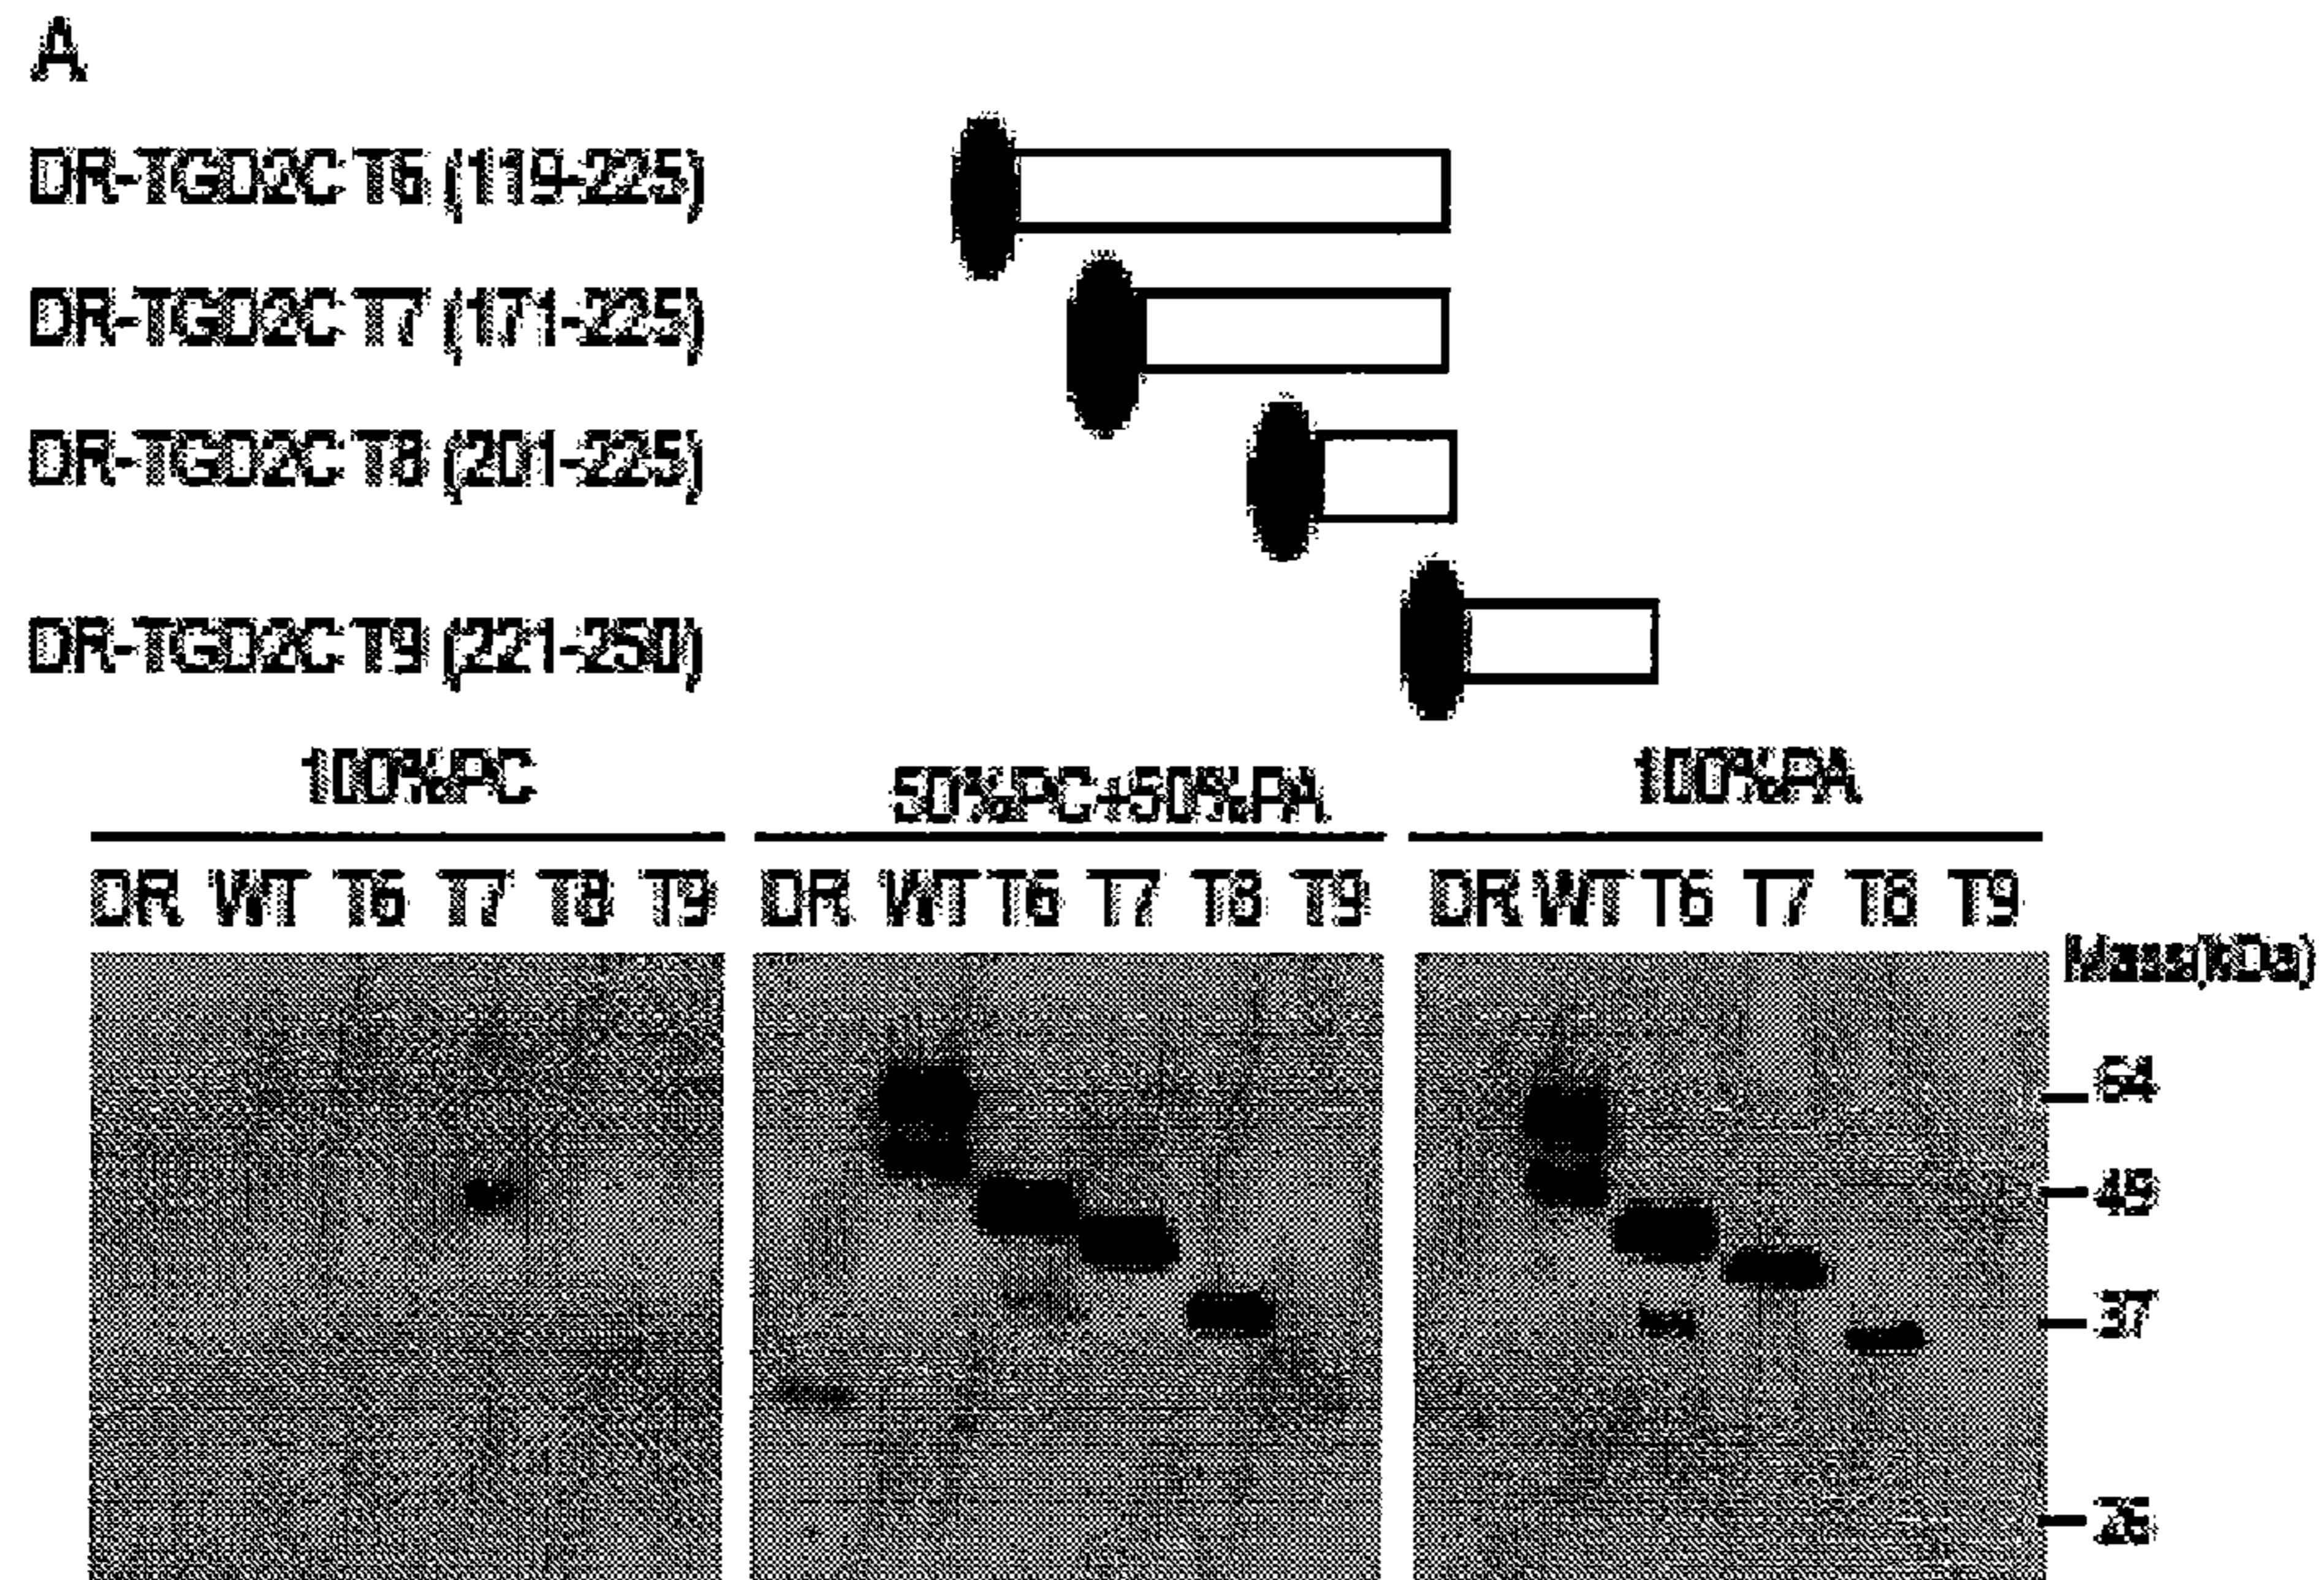 A
DR-TGD2C T6 (119-225)
DR-TGD2C T7 (171-225)
DR-TGD2C T8 (201-225)
DR-TGD2C T9 (221-250)
100%PC 50%PC+50%PA 100%PA
DR WT T6 T7 T8 T9 DR WT T6 T7 T8 T9 DR WT T6 T7 T8 T9
Mass(kDa)
64
49
37
26